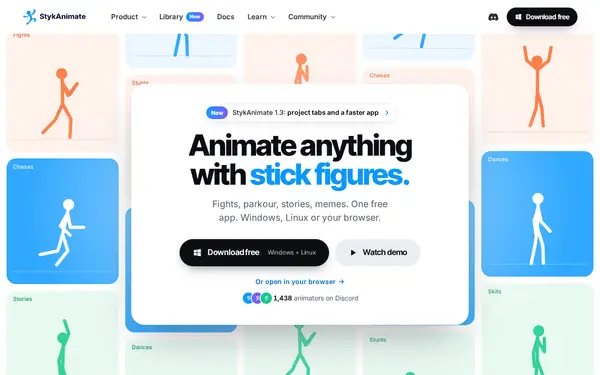 StykAnimate
Product
Library New
Docs
Learn
Community
Download free
Fights
Stunts
Chases
Chases
Dances
New StykAnimate 1.3: project tabs and a faster app
Animate anything
with stick figures.
Fights, parkour, stories, memes. One free
app. Windows, Linux or your browser.
Download free Windows + Linux
Watch demo
Or open in your browser →
1,438 animators on Discord
Stories
Skits
Dances
Stunts